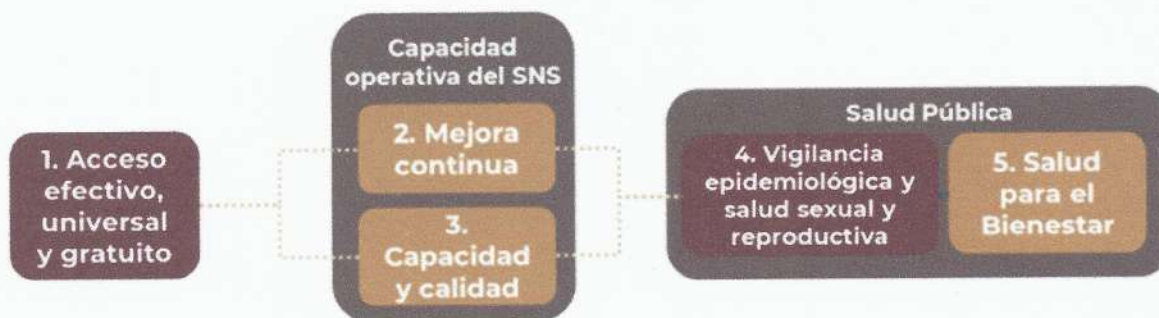 1. Acceso
efectivo,
universal
y gratuito
Capacidad
operativa del SNS
2. Mejora
continua
3.
Capacidad
y calidad
Salud Pública
4. Vigilancia
epidemiológica y
salud sexual y
reproductiva
5. Salud
para el
Bienestar